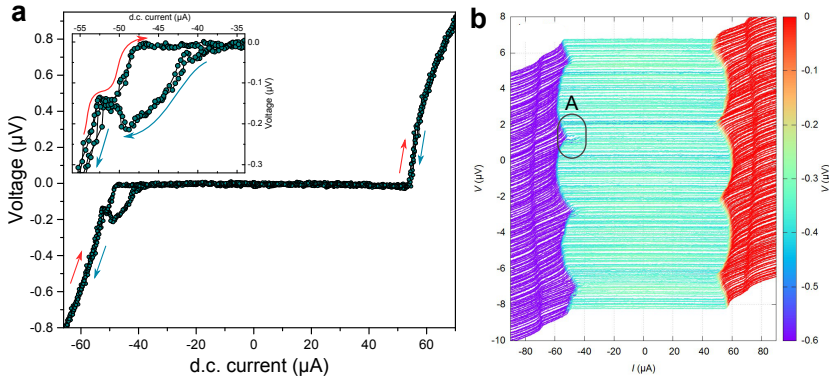 a
d.c. current (µA)
-55 -50 -45 -40 -35
0.0
-0.1
-0.2
-0.3
Voltage (µV)
0.8
0.6
0.4
0.2
0.0
-0.2
-0.4
-0.6
-0.8
Voltage (µV)
-60 -40 -20 0 20 40 60
d.c. current (µA)
b
8
6
4
2
0
-2
-4
-6
-8
-10
V (µV)
A
V (µV)
-80 -60 -40 -20 0 20 40 60 80
I (µA)
0
-0.1
-0.2
-0.3
-0.4
-0.5
-0.6